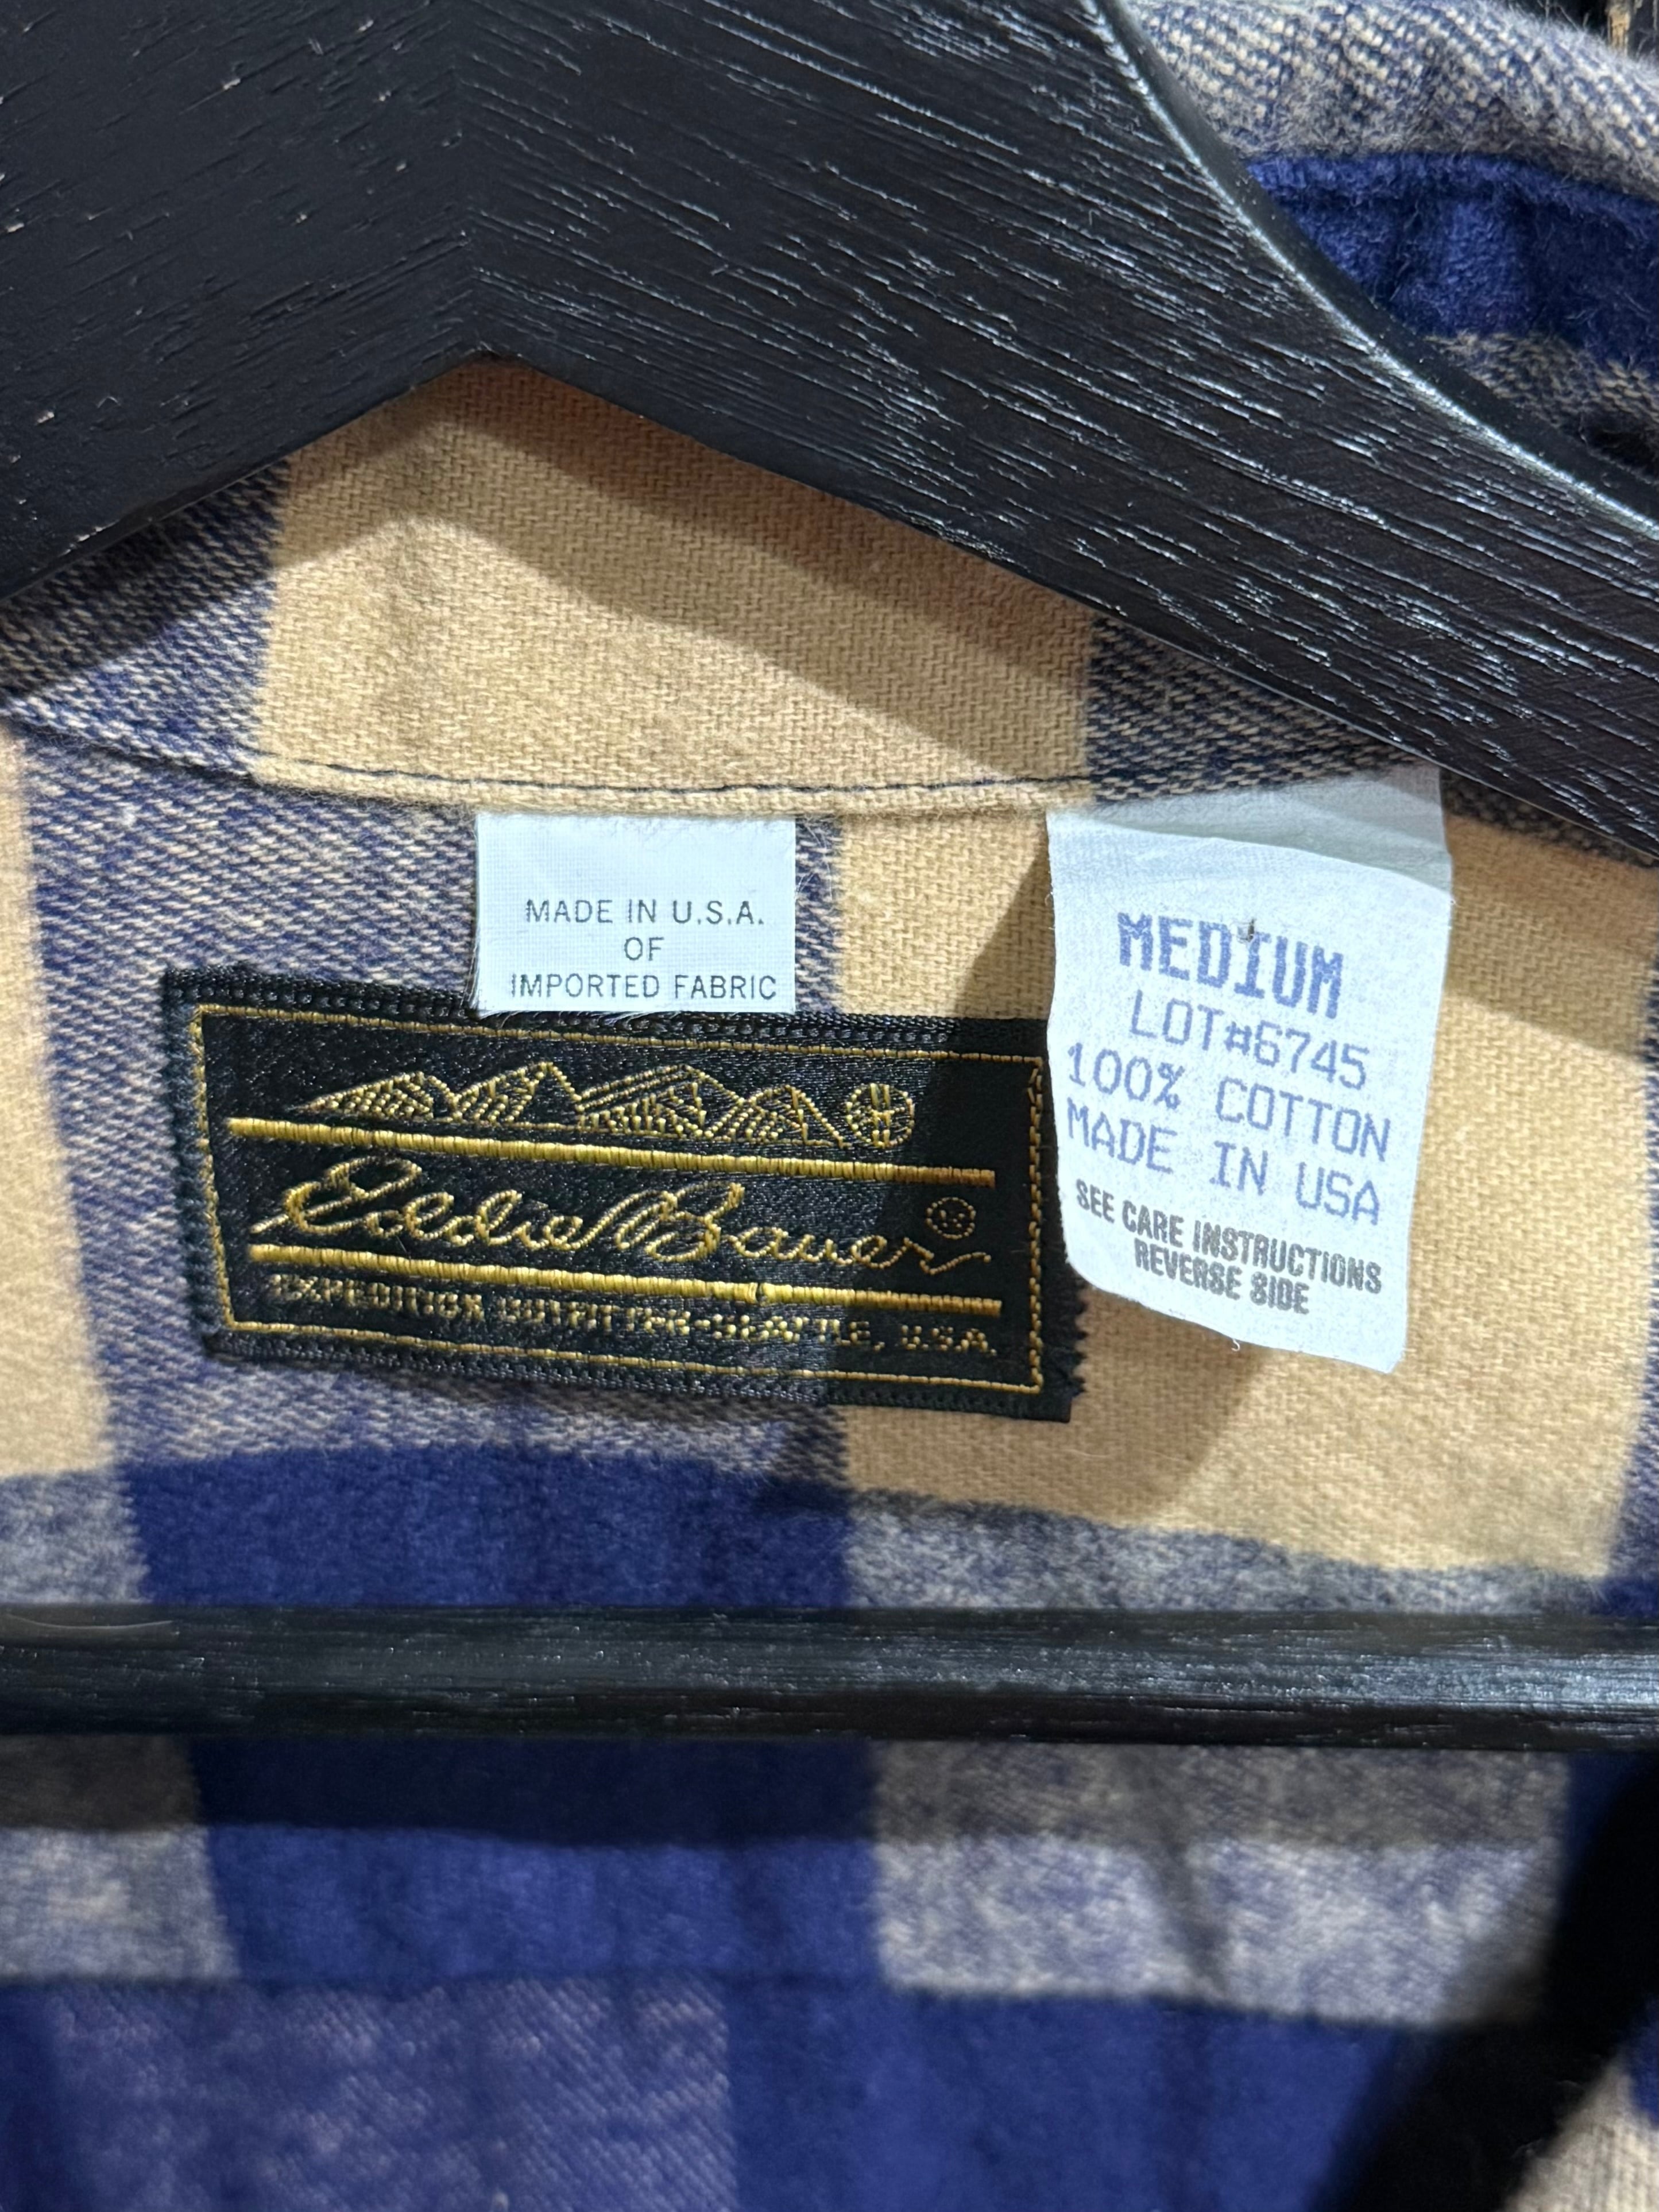 MADE IN U.S.A.
OF
IMPORTED FABRIC
Eddie Bauer
EXPEDITION OUTFITTER-SEATTLE, U.S.A.
MEDIUM
LOT#6745
100% COTTON
MADE IN USA
SEE CARE INSTRUCTIONS
REVERSE SIDE